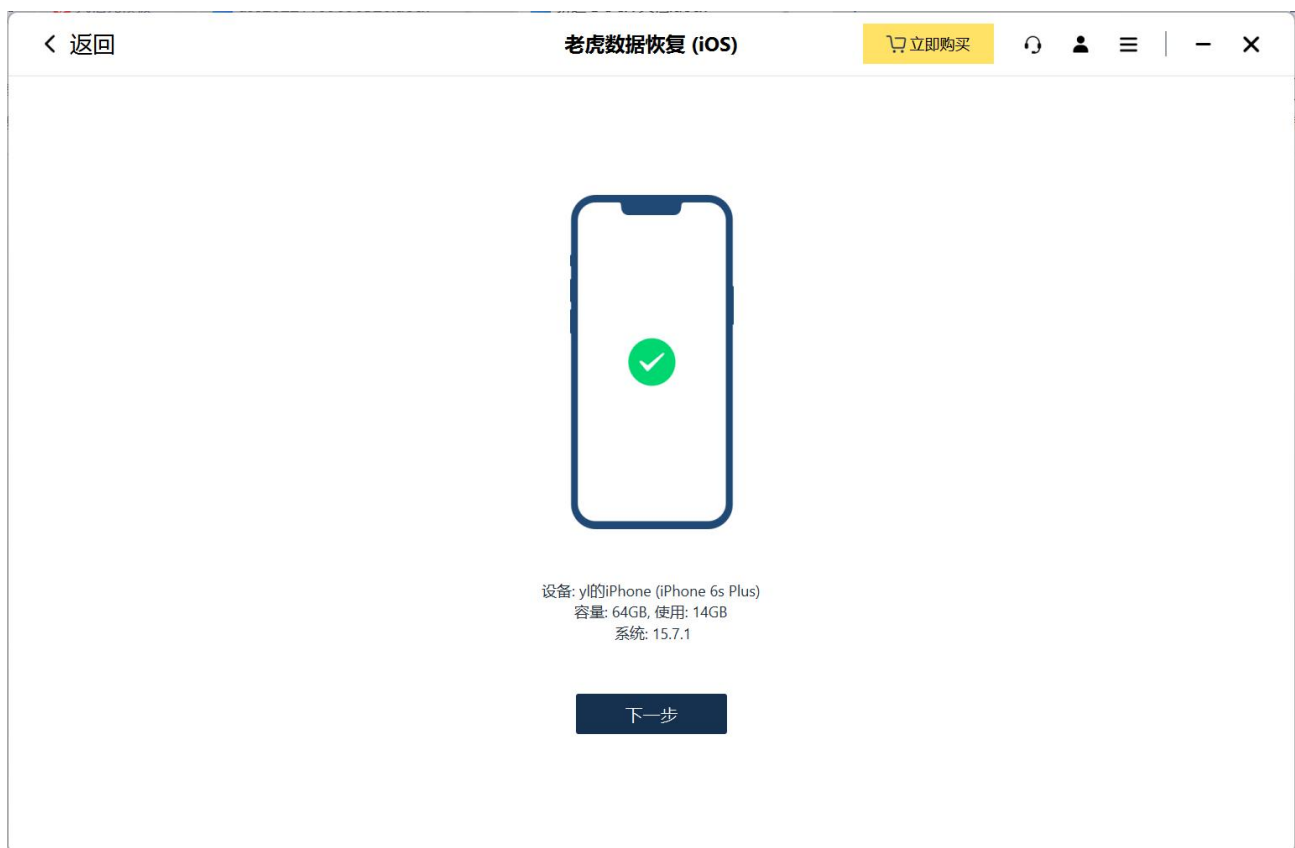 返回
老虎数据恢复 (iOS)
立即购买
设备: yl的iPhone (iPhone 6s Plus)
容量: 64GB, 使用: 14GB
系统: 15.7.1
下一步